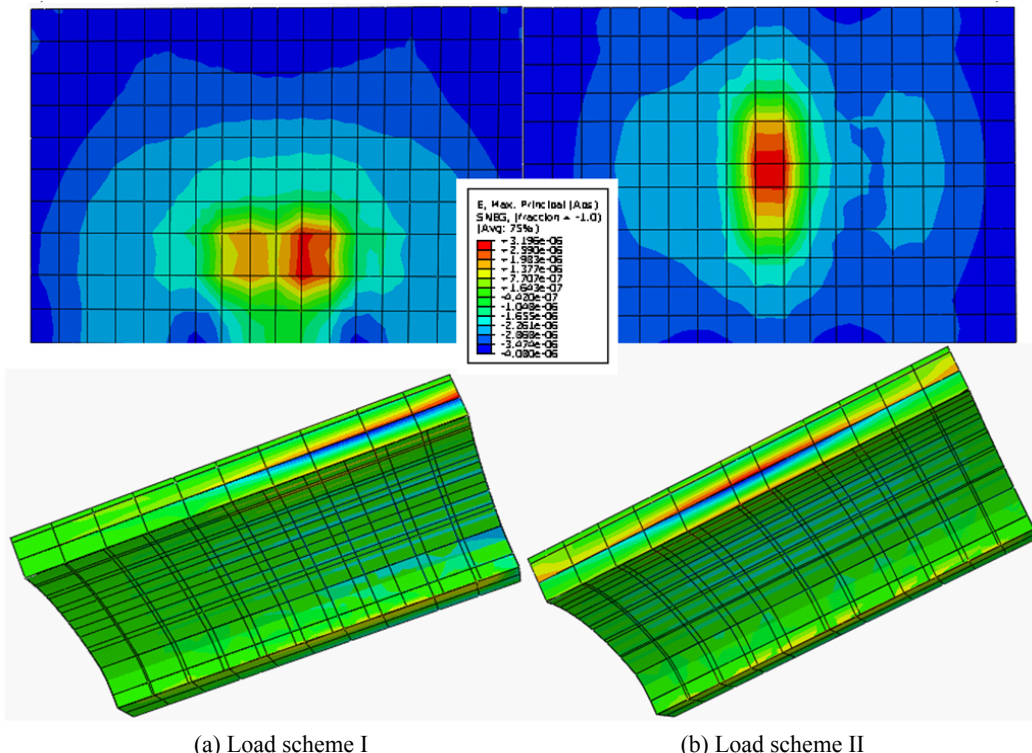 E, Max. Principal (Abs)
SNEG, (fraction = -1.0)
(Avg: 75%)
+3.196e-06
+2.590e-06
+1.983e-06
+1.377e-06
+7.707e-07
+1.643e-07
-4.420e-07
-1.048e-06
-1.655e-06
-2.261e-06
-2.868e-06
-3.474e-06
-4.080e-06
(a) Load scheme I
(b) Load scheme II